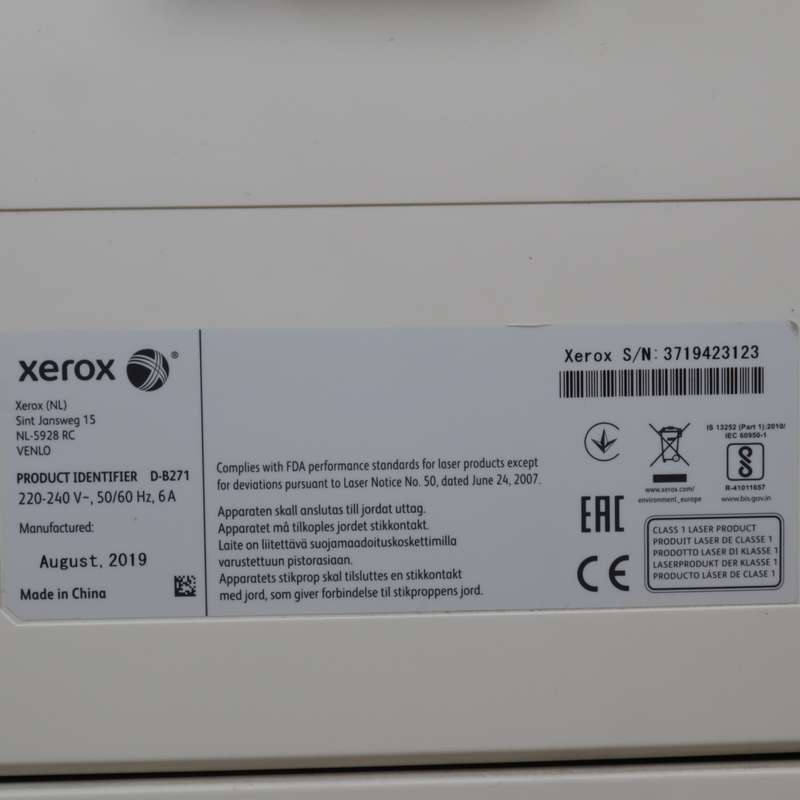 xerox ®
Xerox (NL)
Sint Jansweg 15
NL-5928 RC
VENLO
PRODUCT IDENTIFIER D-B271
220-240 V~, 50/60 Hz, 6 A
Manufactured:
August, 2019
Made in China
Complies with FDA performance standards for laser products except
for deviations pursuant to Laser Notice No. 50, dated June 24, 2007.
Apparaten skall anslutas till jordat uttag.
Apparatet må tilkoples jordet stikkontakt.
Laite on liitettävä suojamaadoituskoskettimilla
varustettuun pistorasiaan.
Apparatets stikprop skal tilsluttes en stikkontakt
med jord, som giver forbindelse til stikproppens jord.
Xerox S/N: 3719423123
www.xerox.com/
environment_europe
IS 13252 (Part 1):2010/
IEC 60950-1
R-41011657
www.bis.gov.in
EAC
CE
CLASS 1 LASER PRODUCT
PRODUIT LASER DE CLASSE 1
PRODOTTO LASER DI KLASSE 1
LASERPRODUKT DER KLASSE 1
PRODUCTO LÁSER DE CLASE 1